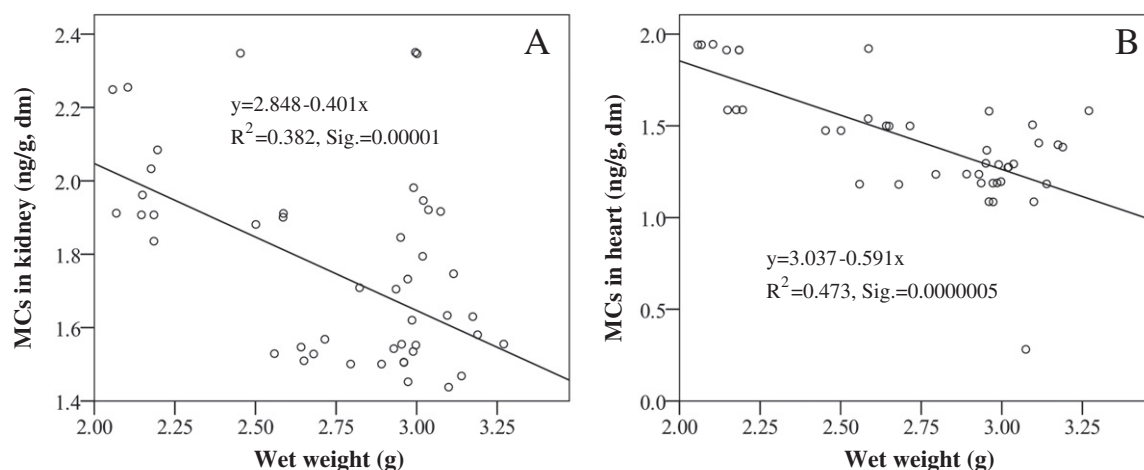 A
MCs in kidney (ng/g, dm)
2.4
2.2
2.0
1.8
1.6
1.4
y=2.848-0.401x
R²=0.382, Sig.=0.00001
2.00 2.25 2.50 2.75 3.00 3.25
Wet weight (g)
B
MCs in heart (ng/g, dm)
2.0
1.5
1.0
0.5
0.0
y=3.037-0.591x
R²=0.473, Sig.=0.0000005
2.00 2.25 2.50 2.75 3.00 3.25
Wet weight (g)